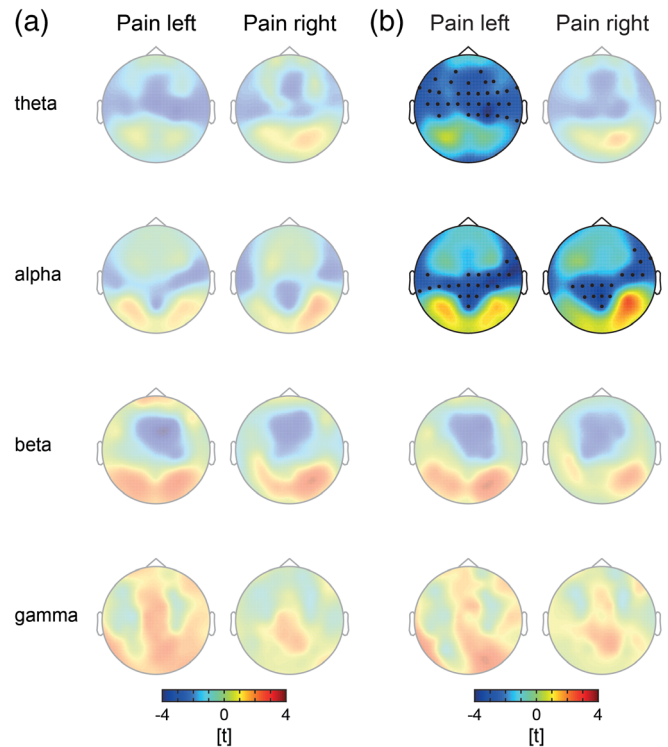 (a) Pain left Pain right (b) Pain left Pain right
theta
alpha
beta
gamma
-4 0 4 -4 0 4
[t] [t]